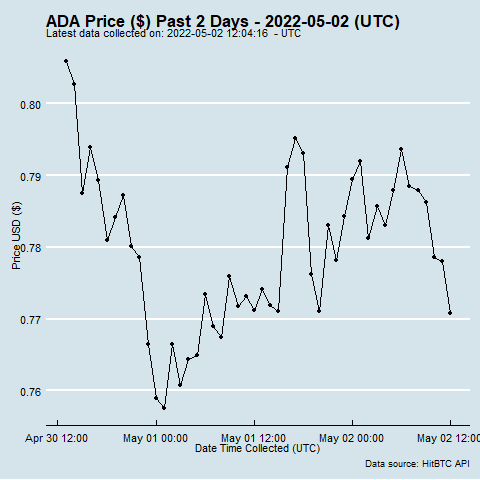 ADA Price ($) Past 2 Days - 2022-05-02 (UTC)
Latest data collected on: 2022-05-02 12:04:16 - UTC
0.80
0.79
0.78
0.77
0.76
Price USD ($)
Apr 30 12:00 May 01 00:00 May 01 12:00 May 02 00:00 May 02 12:00
Date Time Collected (UTC)
Data source: HitBTC API